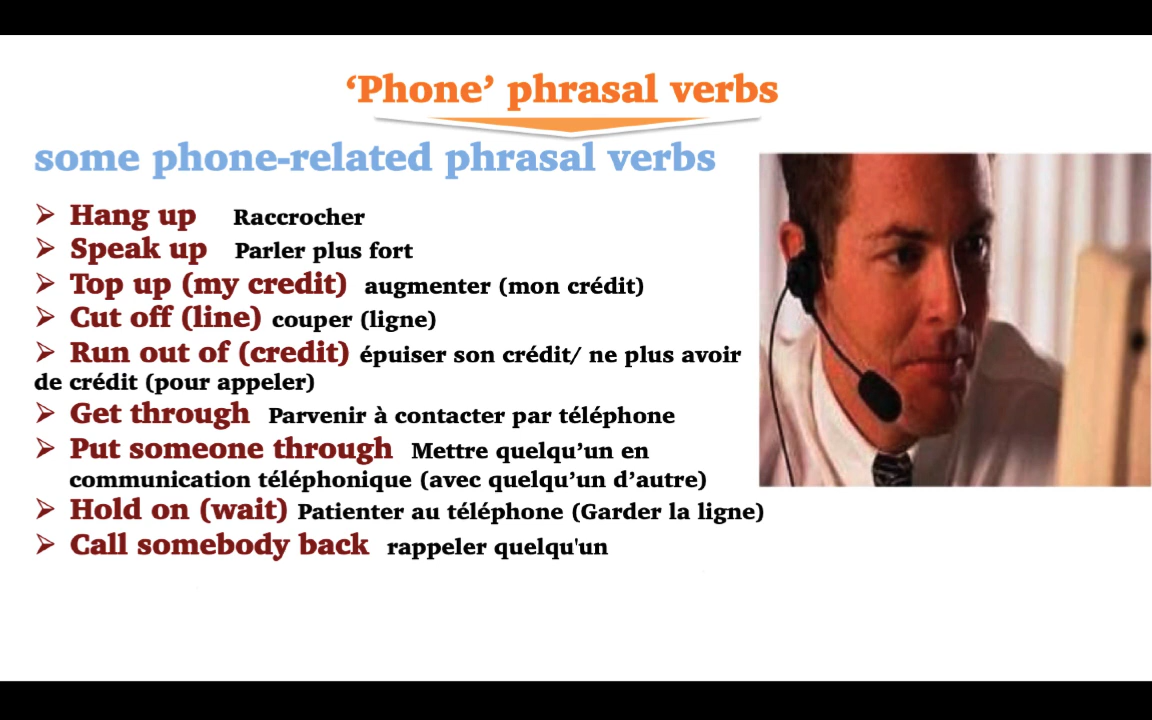 ‘Phone’ phrasal verbs
some phone-related phrasal verbs
➢ Hang up Raccrocher
➢ Speak up Parler plus fort
➢ Top up (my credit) augmenter (mon crédit)
➢ Cut off (line) couper (ligne)
➢ Run out of (credit) épuiser son crédit/ ne plus avoir
de crédit (pour appeler)
➢ Get through Parvenir à contacter par téléphone
➢ Put someone through Mettre quelqu’un en
communication téléphonique (avec quelqu’un d’autre)
➢ Hold on (wait) Patienter au téléphone (Garder la ligne)
➢ Call somebody back rappeler quelqu'un